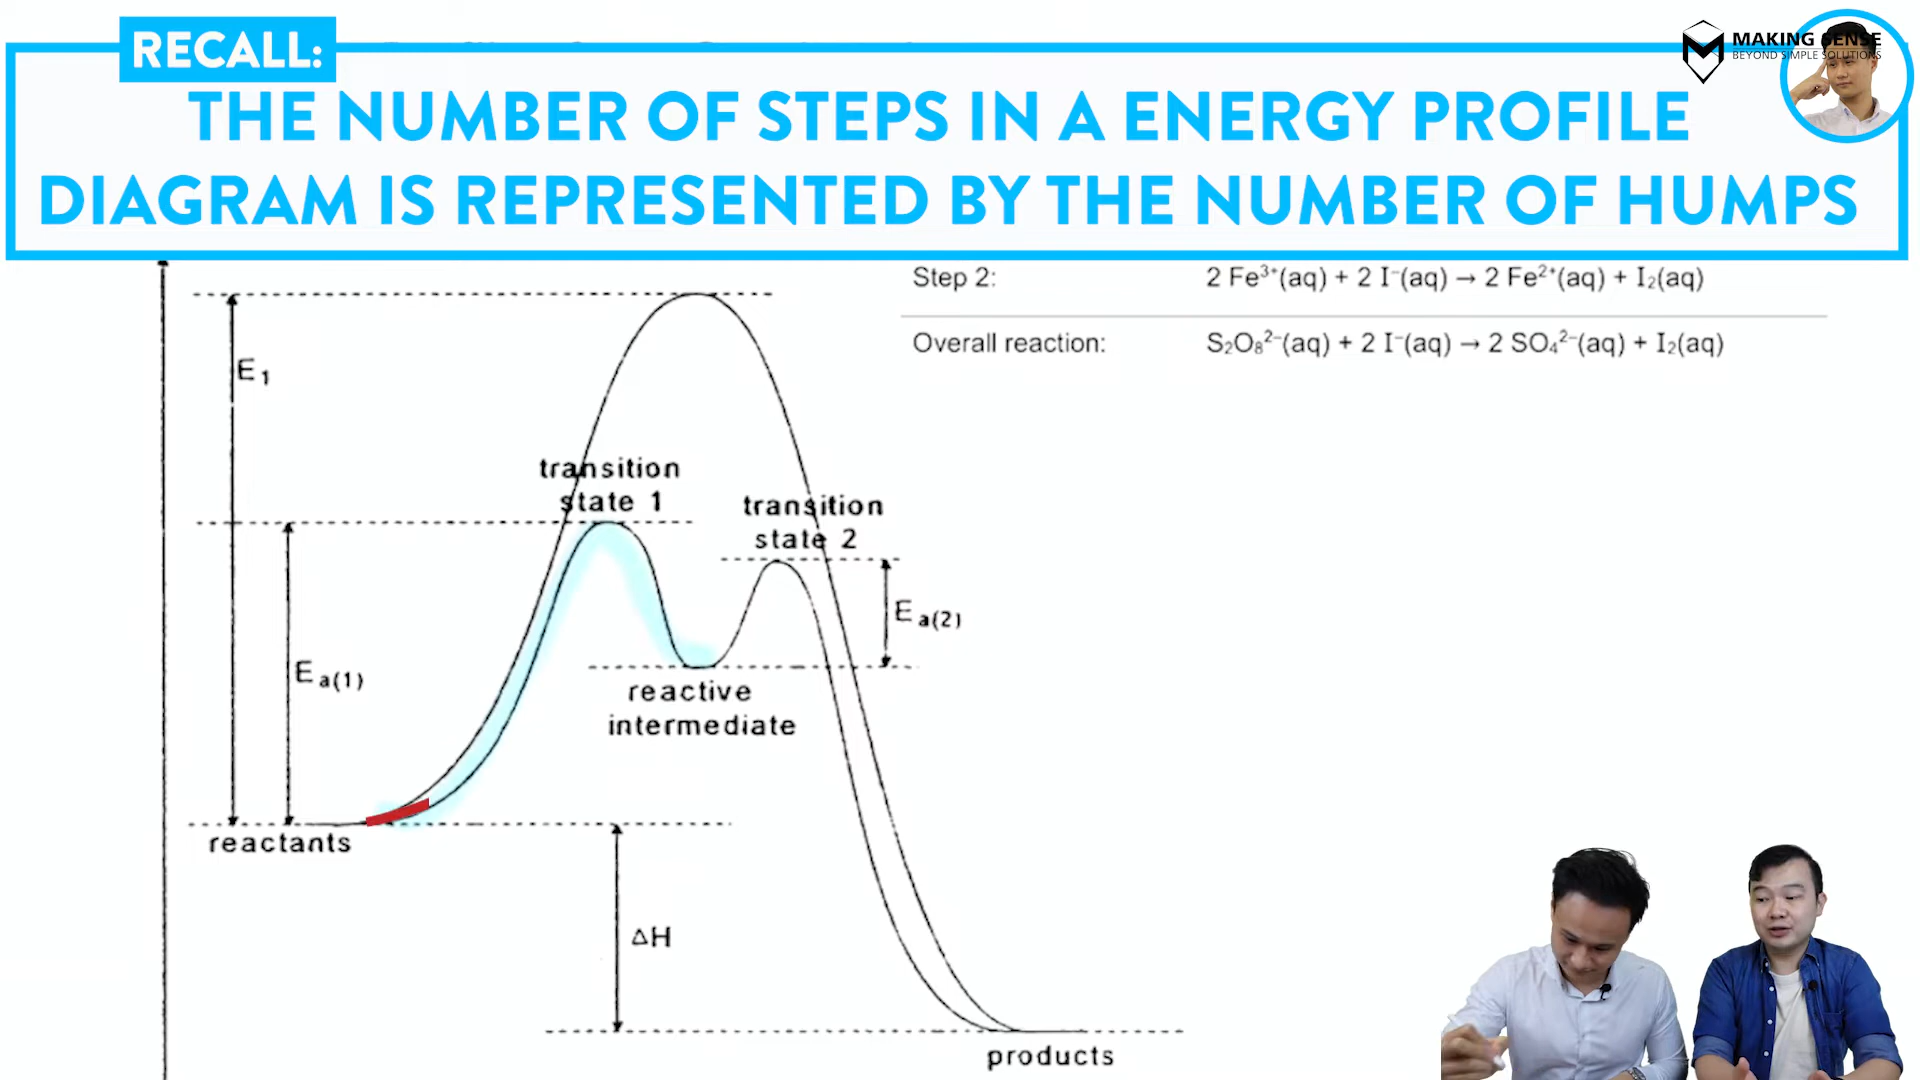 RECALL:
MAKING SENSE
BEYOND SIMPLE SOLUTIONS
THE NUMBER OF STEPS IN A ENERGY PROFILE
DIAGRAM IS REPRESENTED BY THE NUMBER OF HUMPS
Step 2: 2 Fe³⁺(aq) + 2 I⁻(aq) → 2 Fe²⁺(aq) + I₂(aq)
Overall reaction: S₂O₈²⁻(aq) + 2 I⁻(aq) → 2 SO₄²⁻(aq) + I₂(aq)
E₁
transition
state 1
transition
state 2
Eₐ₍₂₎
Eₐ₍₁₎
reactive
intermediate
reactants
ΔH
products